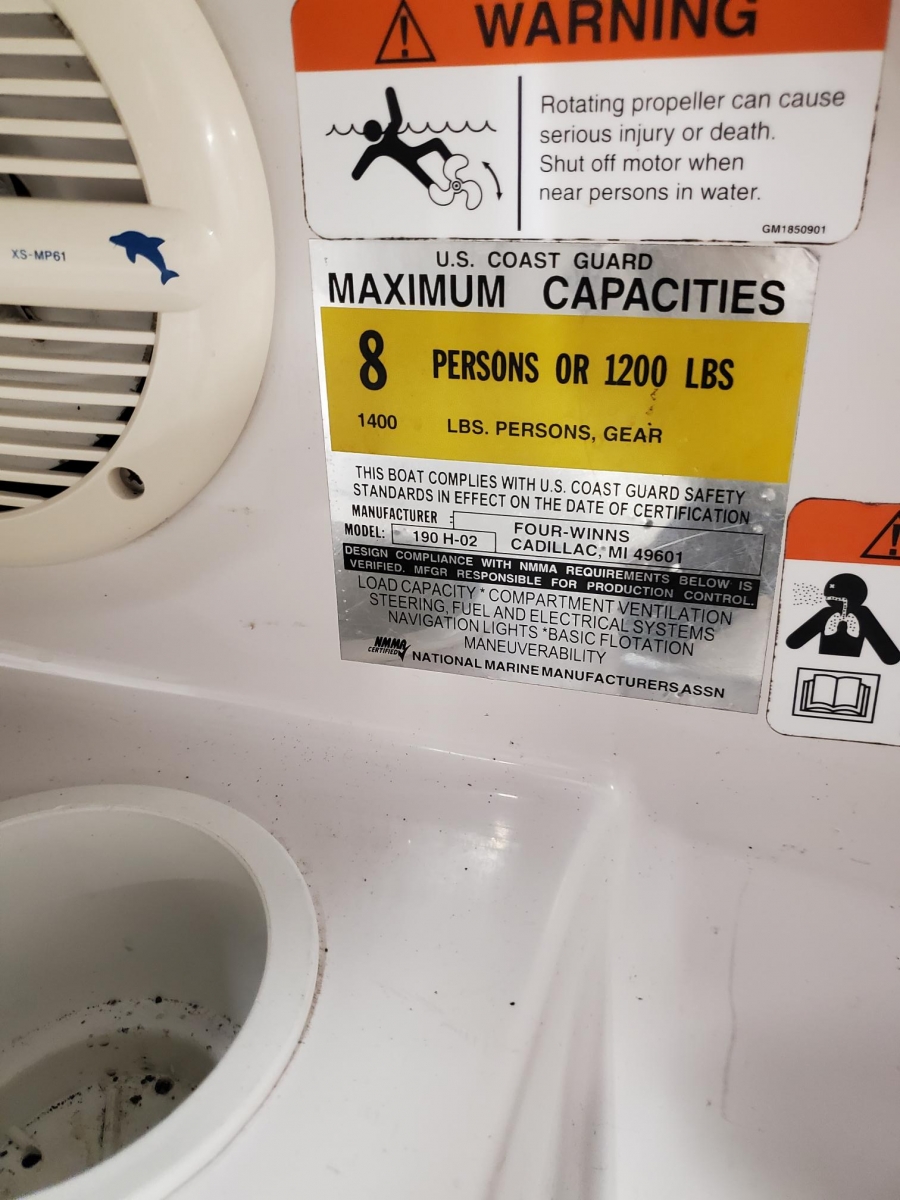 WARNING
Rotating propeller can cause
serious injury or death.
Shut off motor when
near persons in water.
GM1850901
XS-MP61
U.S. COAST GUARD
MAXIMUM CAPACITIES
8 PERSONS OR 1200 LBS
1400 LBS. PERSONS, GEAR
THIS BOAT COMPLIES WITH U.S. COAST GUARD SAFETY
STANDARDS IN EFFECT ON THE DATE OF CERTIFICATION
MANUFACTURER : FOUR-WINNS
MODEL: 190 H-02 CADILLAC, MI 49601
DESIGN COMPLIANCE WITH NMMA REQUIREMENTS BELOW IS
VERIFIED. MFGR RESPONSIBLE FOR PRODUCTION CONTROL.
LOAD CAPACITY * COMPARTMENT VENTILATION
STEERING, FUEL AND ELECTRICAL SYSTEMS
NAVIGATION LIGHTS *BASIC FLOTATION
MANEUVERABILITY
NMMA
CERTIFIED
NATIONAL MARINE MANUFACTURERS ASSN